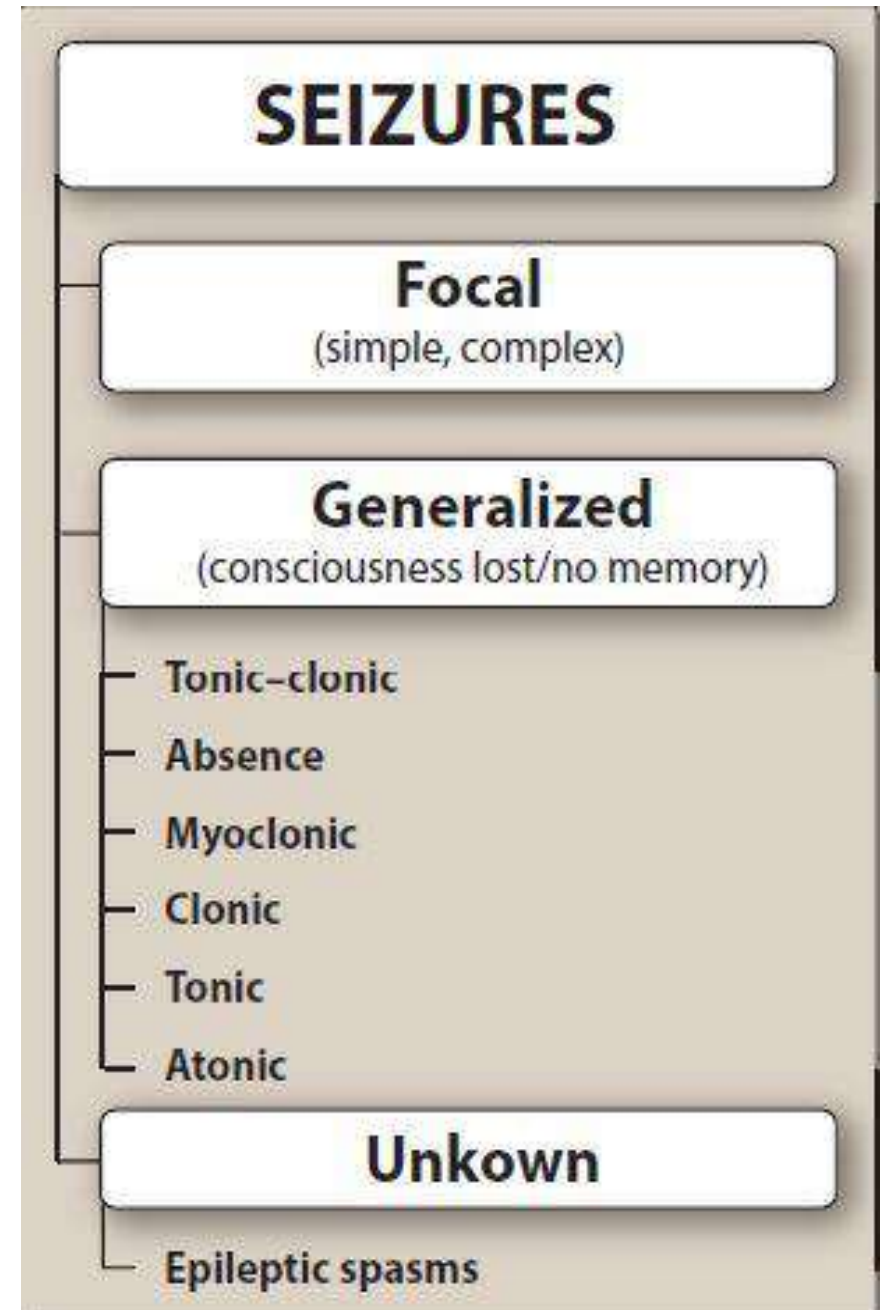 SEIZURES
Focal
(simple, complex)
Generalized
(consciousness lost/no memory)
Tonic–clonic
Absence
Myoclonic
Clonic
Tonic
Atonic
Unkown
Epileptic spasms